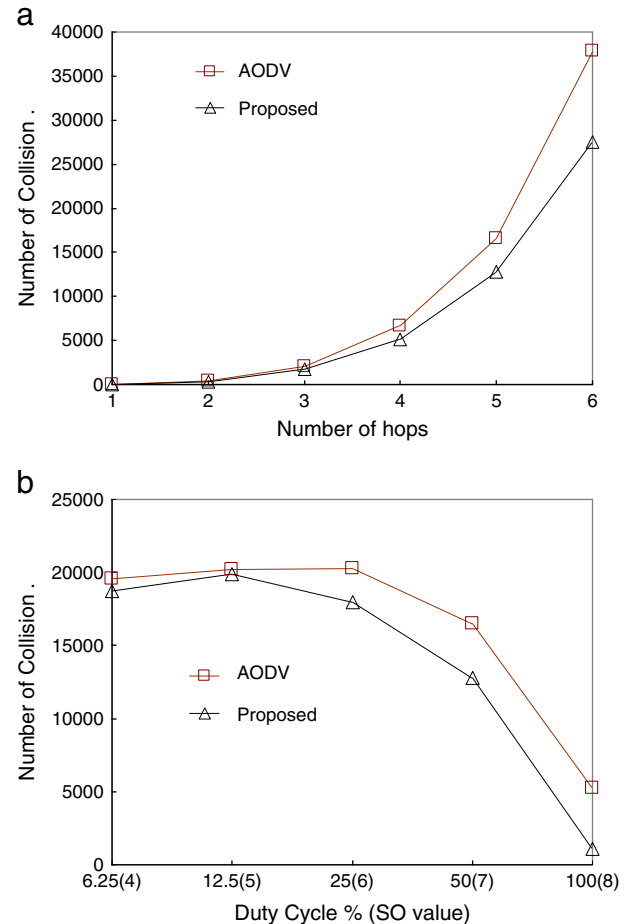 a
40000
35000
30000
25000
20000
15000
10000
5000
0
Number of Collision .
AODV
Proposed
1 2 3 4 5 6
Number of hops
b
25000
20000
15000
10000
5000
0
Number of Collision .
AODV
Proposed
6.25(4) 12.5(5) 25(6) 50(7) 100(8)
Duty Cycle % (SO value)